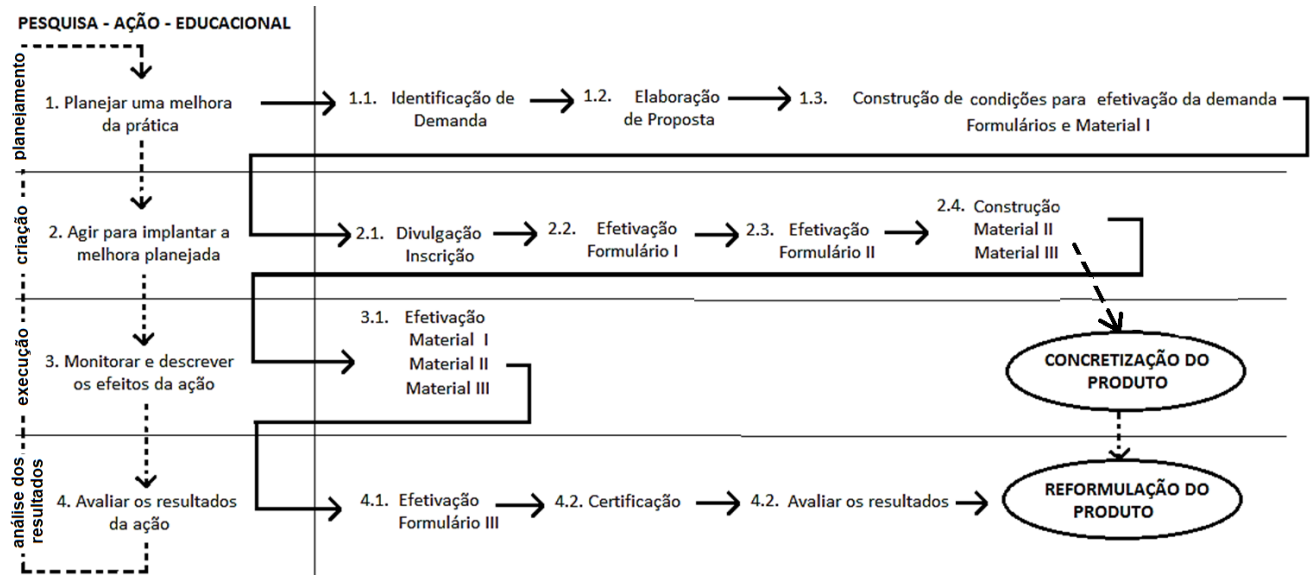 PESQUISA - AÇÃO - EDUCACIONAL
planejamento
1. Planejar uma melhora
da prática
1.1. Identificação de
Demanda
1.2. Elaboração
de Proposta
1.3. Construção de condições para efetivação da demanda
Formulários e Material I
criação
2. Agir para implantar a
melhora planejada
2.1. Divulgação
Inscrição
2.2. Efetivação
Formulário I
2.3. Efetivação
Formulário II
2.4. Construção
Material II
Material III
execução
3. Monitorar e descrever
os efeitos da ação
3.1. Efetivação
Material I
Material II
Material III
CONCRETIZAÇÃO DO
PRODUTO
análise dos
resultados
4. Avaliar os resultados
da ação
4.1. Efetivação
Formulário III
4.2. Certificação
4.2. Avaliar os resultados
REFORMULAÇÃO DO
PRODUTO